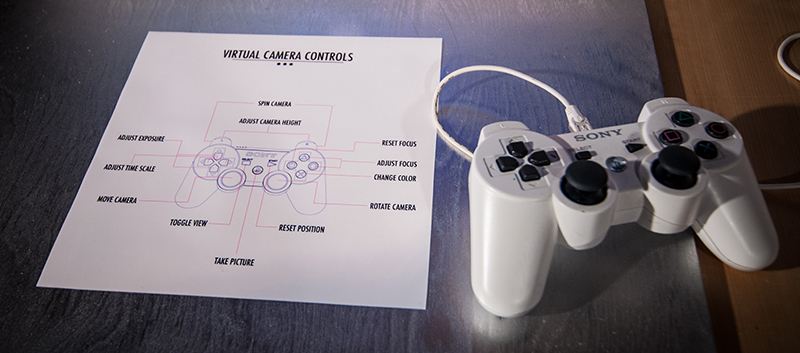 VIRTUAL CAMERA CONTROLS
SPIN CAMERA
ADJUST CAMERA HEIGHT
ADJUST EXPOSURE
RESET FOCUS
ADJUST TIME SCALE
ADJUST FOCUS
CHANGE COLOR
MOVE CAMERA
ROTATE CAMERA
TOGGLE VIEW
RESET POSITION
TAKE PICTURE
SONY
SONY
SELECT